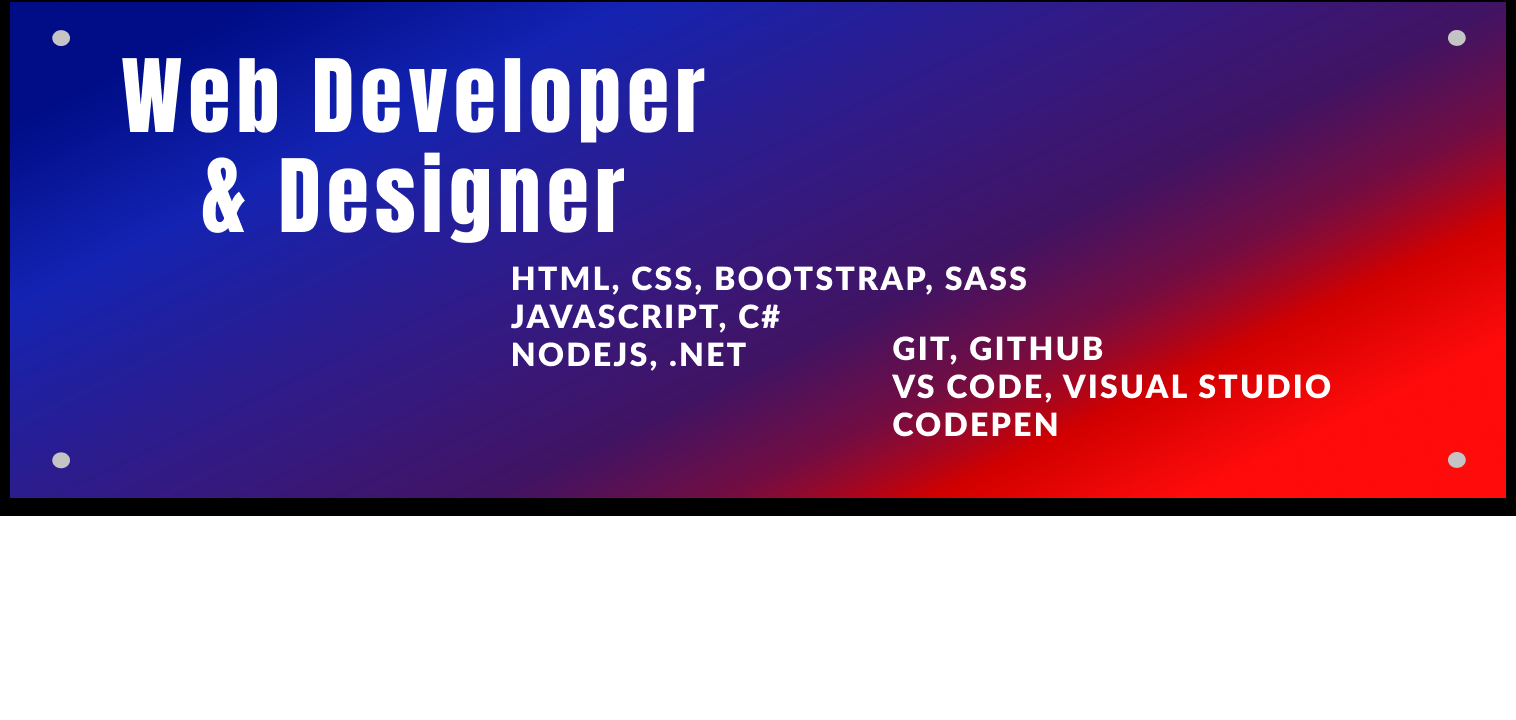 Web Developer
& Designer
HTML, CSS, BOOTSTRAP, SASS
JAVASCRIPT, C#
NODEJS, .NET
GIT, GITHUB
VS CODE, VISUAL STUDIO
CODEPEN